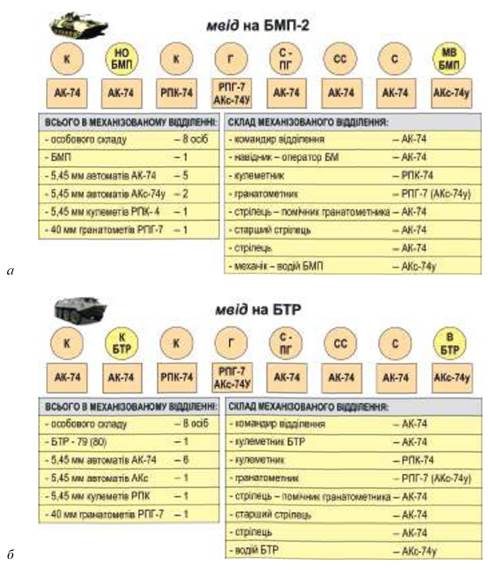 мвід на БМП-2
К НО БМП К Г С - ПГ СС С МВ БМП
АК-74 АК-74 РПК-74 РПГ-7 АКс-74У АК-74 АК-74 АК-74 АКс-74у
ВСЬОГО В МЕХАНІЗОВАНОМУ ВІДДІЛЕННІ:
- особового складу – 8 осіб
- БМП – 1
- 5,45 мм автоматів АК-74 – 5
- 5,45 мм автоматів АКс-74у – 2
- 5,45 мм кулеметів РПК- 4 – 1
- 40 мм гранатометів РПГ-7 – 1
СКЛАД МЕХАНІЗОВАНОГО ВІДДІЛЕННЯ:
- командир відділення – АК-74
- навідник – оператор БМ – АК-74
- кулеметник – РПК-74
- гранатометник – РПГ-7 (АКс-74у)
- стрілець – помічник гранатометника – АК-74
- старший стрілець – АК-74
- стрілець – АК-74
- механік – водій БМП – АКс-74у
а
мвід на БТР
К К БТР К Г С - ПГ СС С В БТР
АК-74 АК-74 РПК-74 РПГ-7 АКс-74У АК-74 АК-74 АК-74 АКс-74у
ВСЬОГО В МЕХАНІЗОВАНОМУ ВІДДІЛЕННІ:
- особового складу – 8 осіб
- БТР - 79 (80) – 1
- 5,45 мм автоматів АК-74 – 6
- 5,45 мм автоматів АКс – 1
- 5,45 мм кулеметів РПК – 1
- 40 мм гранатометів РПГ-7 – 1
СКЛАД МЕХАНІЗОВАНОГО ВІДДІЛЕННЯ:
- командир відділення – АК-74
- кулеметник БТР – АК-74
- кулеметник – РПК-74
- гранатометник – РПГ-7 (АКс-74у)
- стрілець – помічник гранатометника – АК-74
- старший стрілець – АК-74
- стрілець – АК-74
- водій БТР – АКс-74у
б